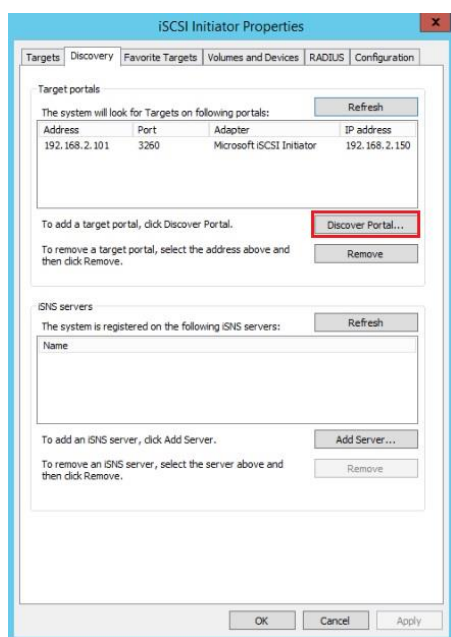 iSCSI Initiator Properties
x
Targets Discovery Favorite Targets Volumes and Devices RADIUS Configuration
Target portals
The system will look for Targets on following portals: Refresh
Address Port Adapter IP address
192.168.2.101 3260 Microsoft iSCSI Initiator 192.168.2.150
To add a target portal, click Discover Portal. Discover Portal...
To remove a target portal, select the address above and
then click Remove.
Remove
iSNS servers
The system is registered on the following iSNS servers: Refresh
Name
To add an iSNS server, click Add Server. Add Server...
To remove an iSNS server, select the server above and
then click Remove.
Remove
OK Cancel Apply